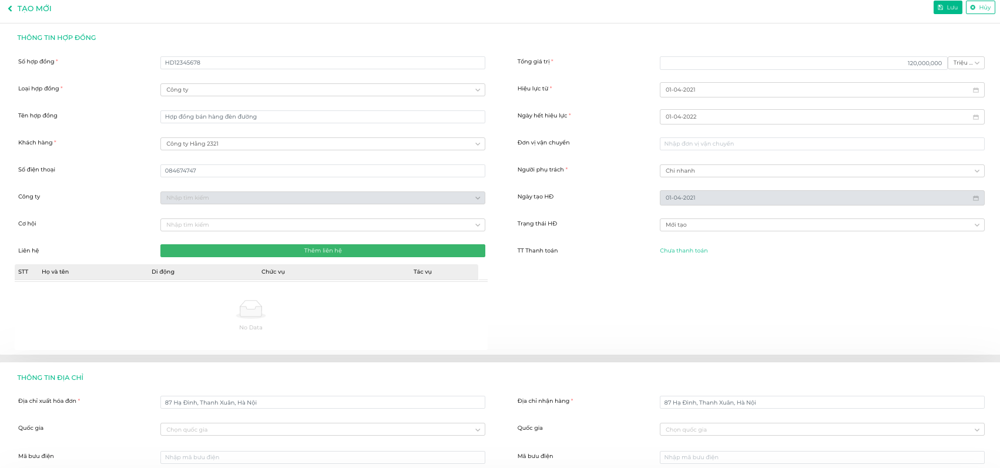 TẠO MỚI
Lưu
Hủy
THÔNG TIN HỢP ĐỒNG
Số hợp đồng *
HD12345678
Tổng giá trị *
120,000,000
Triệu ...
Loại hợp đồng *
Công ty
Hiệu lực từ *
01-04-2021
Tên hợp đồng
Hợp đồng bán hàng đèn đường
Ngày hết hiệu lực *
01-04-2022
Khách hàng *
Công ty Hằng 2321
Đơn vị vận chuyển
Nhập đơn vị vận chuyển
Số điện thoại
084674747
Người phụ trách *
Chi nhanh
Công ty
Nhập tìm kiếm
Ngày tạo HĐ
01-04-2021
Cơ hội
Nhập tìm kiếm
Trạng thái HĐ
Mới tạo
Liên hệ
Thêm liên hệ
TT Thanh toán
Chưa thanh toán
STT Họ và tên Di động Chức vụ Tác vụ
No Data
THÔNG TIN ĐỊA CHỈ
Địa chỉ xuất hóa đơn *
87 Hạ Đình, Thanh Xuân, Hà Nội
Địa chỉ nhận hàng *
87 Hạ Đình, Thanh Xuân, Hà Nội
Quốc gia
Chọn quốc gia
Quốc gia
Chọn quốc gia
Mã bưu điện
Nhập mã bưu điện
Mã bưu điện
Nhập mã bưu điện